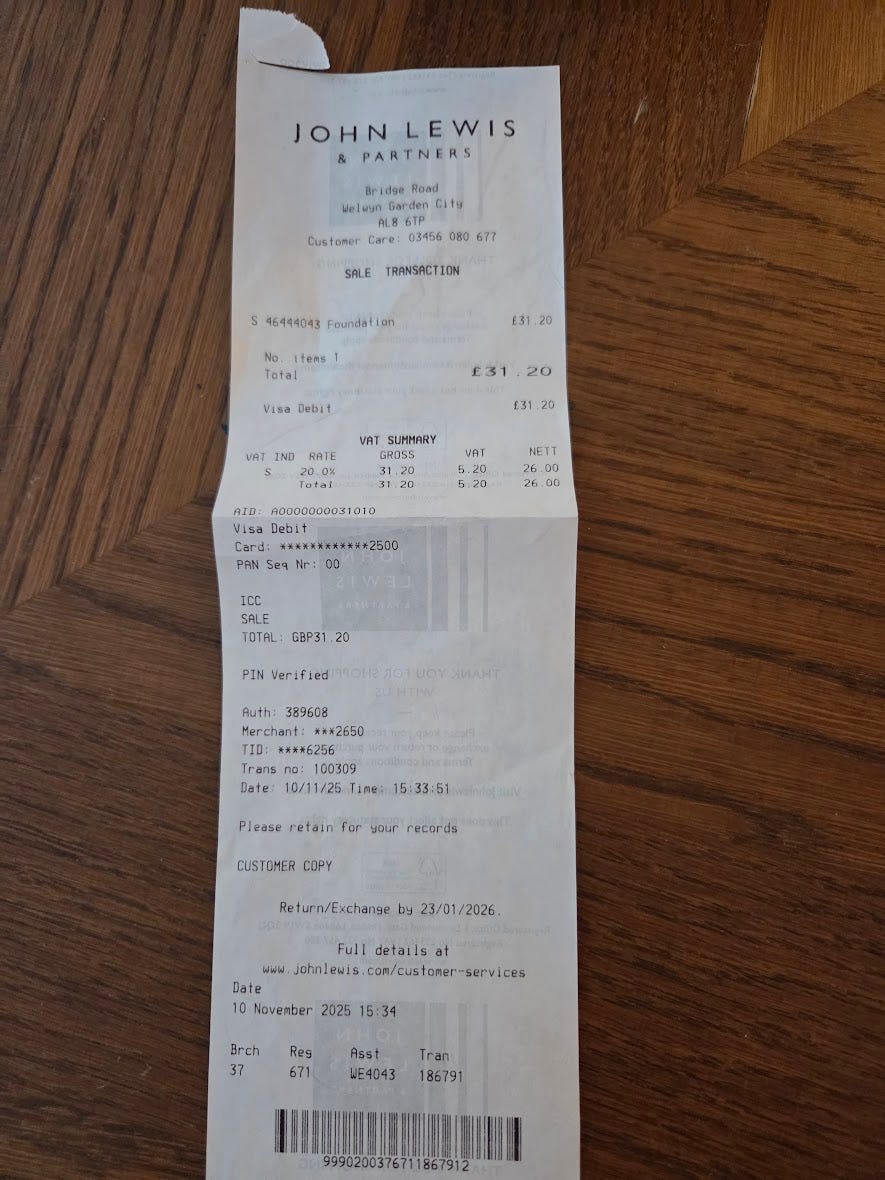 JOHN LEWIS
& PARTNERS
Bridge Road
Welwyn Garden City
AL8 6TP
Customer Care: 03456 080 677
SALE TRANSACTION
S 46444043 Foundation £31.20
No. items 1
Total £31.20
Visa Debit £31.20
VAT SUMMARY
VAT IND RATE GROSS VAT NETT
S 20.0% 31.20 5.20 26.00
Total 31.20 5.20 26.00
AID: A0000000031010
Visa Debit
Card: ************2500
PAN Seq Nr: 00
ICC
SALE
TOTAL: GBP31.20
PIN Verified
Auth: 389608
Merchant: ***2650
TID: ****6256
Trans no: 100309
Date: 10/11/25 Time: 15:33:51
Please retain for your records
CUSTOMER COPY
Return/Exchange by 23/01/2026.
Full details at
www.johnlewis.com/customer-services
Date
10 November 2025 15:34
Brch Reg Asst Tran
37 671 WE4043 186791
9990200376711867912